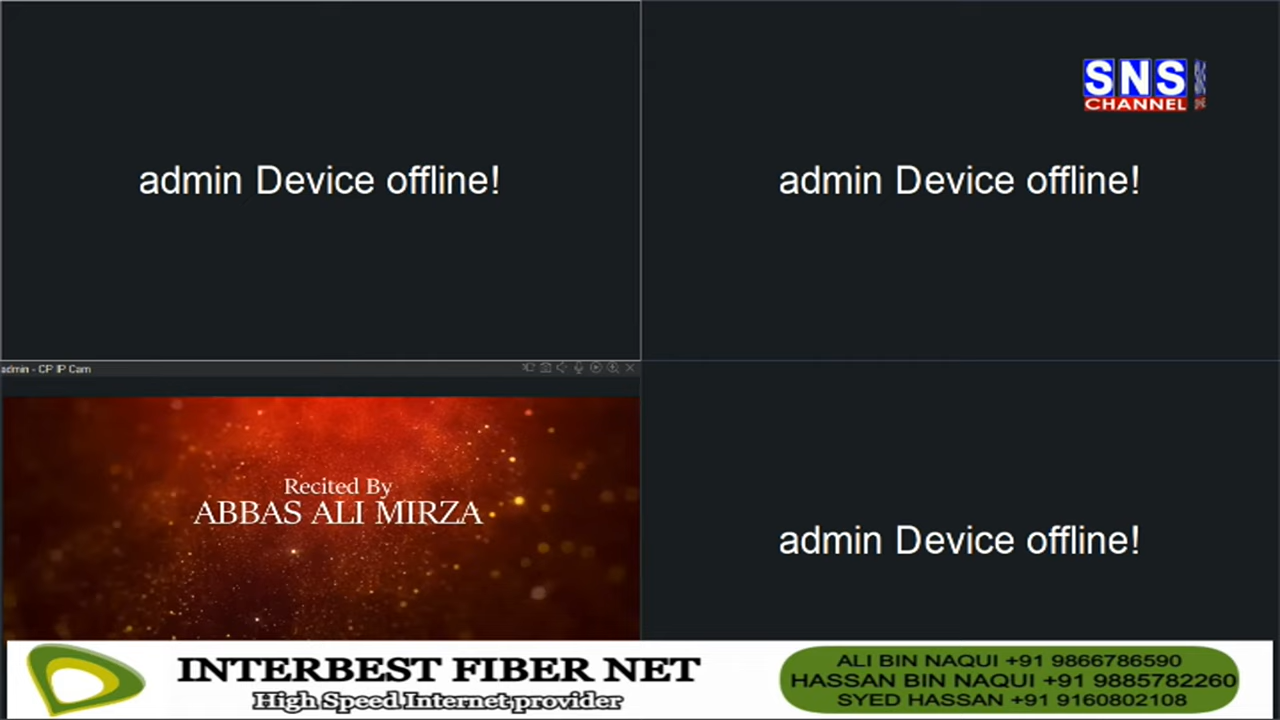 admin Device offline!
admin Device offline!
SNS
CHANNEL
admin - CP IP Cam
Recited By
ABBAS ALI MIRZA
admin Device offline!
INTERBEST FIBER NET
High Speed Internet provider
ALI BIN NAQUI +91 9866786590
HASSAN BIN NAQUI +91 9885782260
SYED HASSAN +91 9160802108